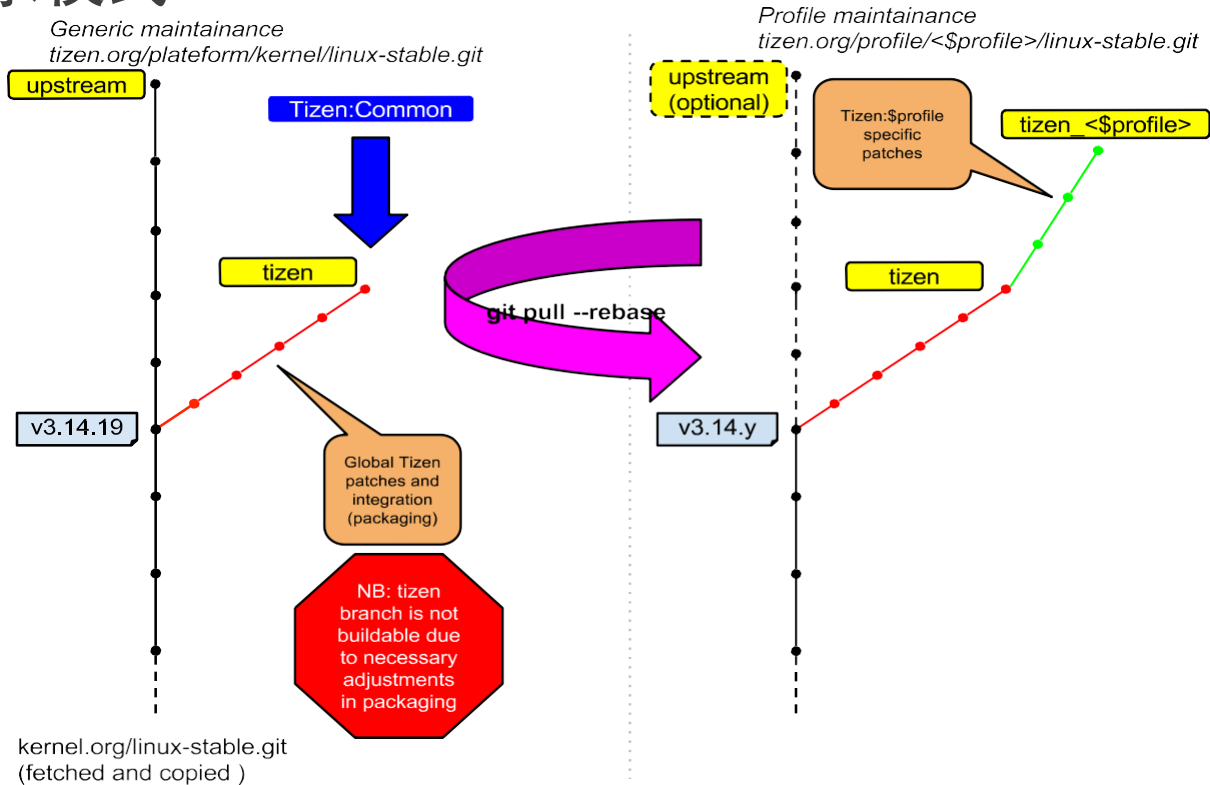 Generic maintainance
tizen.org/plateform/kernel/linux-stable.git
upstream
Tizen:Common
tizen
v3.14.19
Global Tizen
patches and
integration
(packaging)
NB: tizen
branch is not
buildable due
to necessary
adjustments
in packaging
kernel.org/linux-stable.git
(fetched and copied )
git pull --rebase
Profile maintainance
tizen.org/profile/<$profile>/linux-stable.git
upstream
(optional)
Tizen:$profile
specific
patches
tizen_<$profile>
tizen
v3.14.y